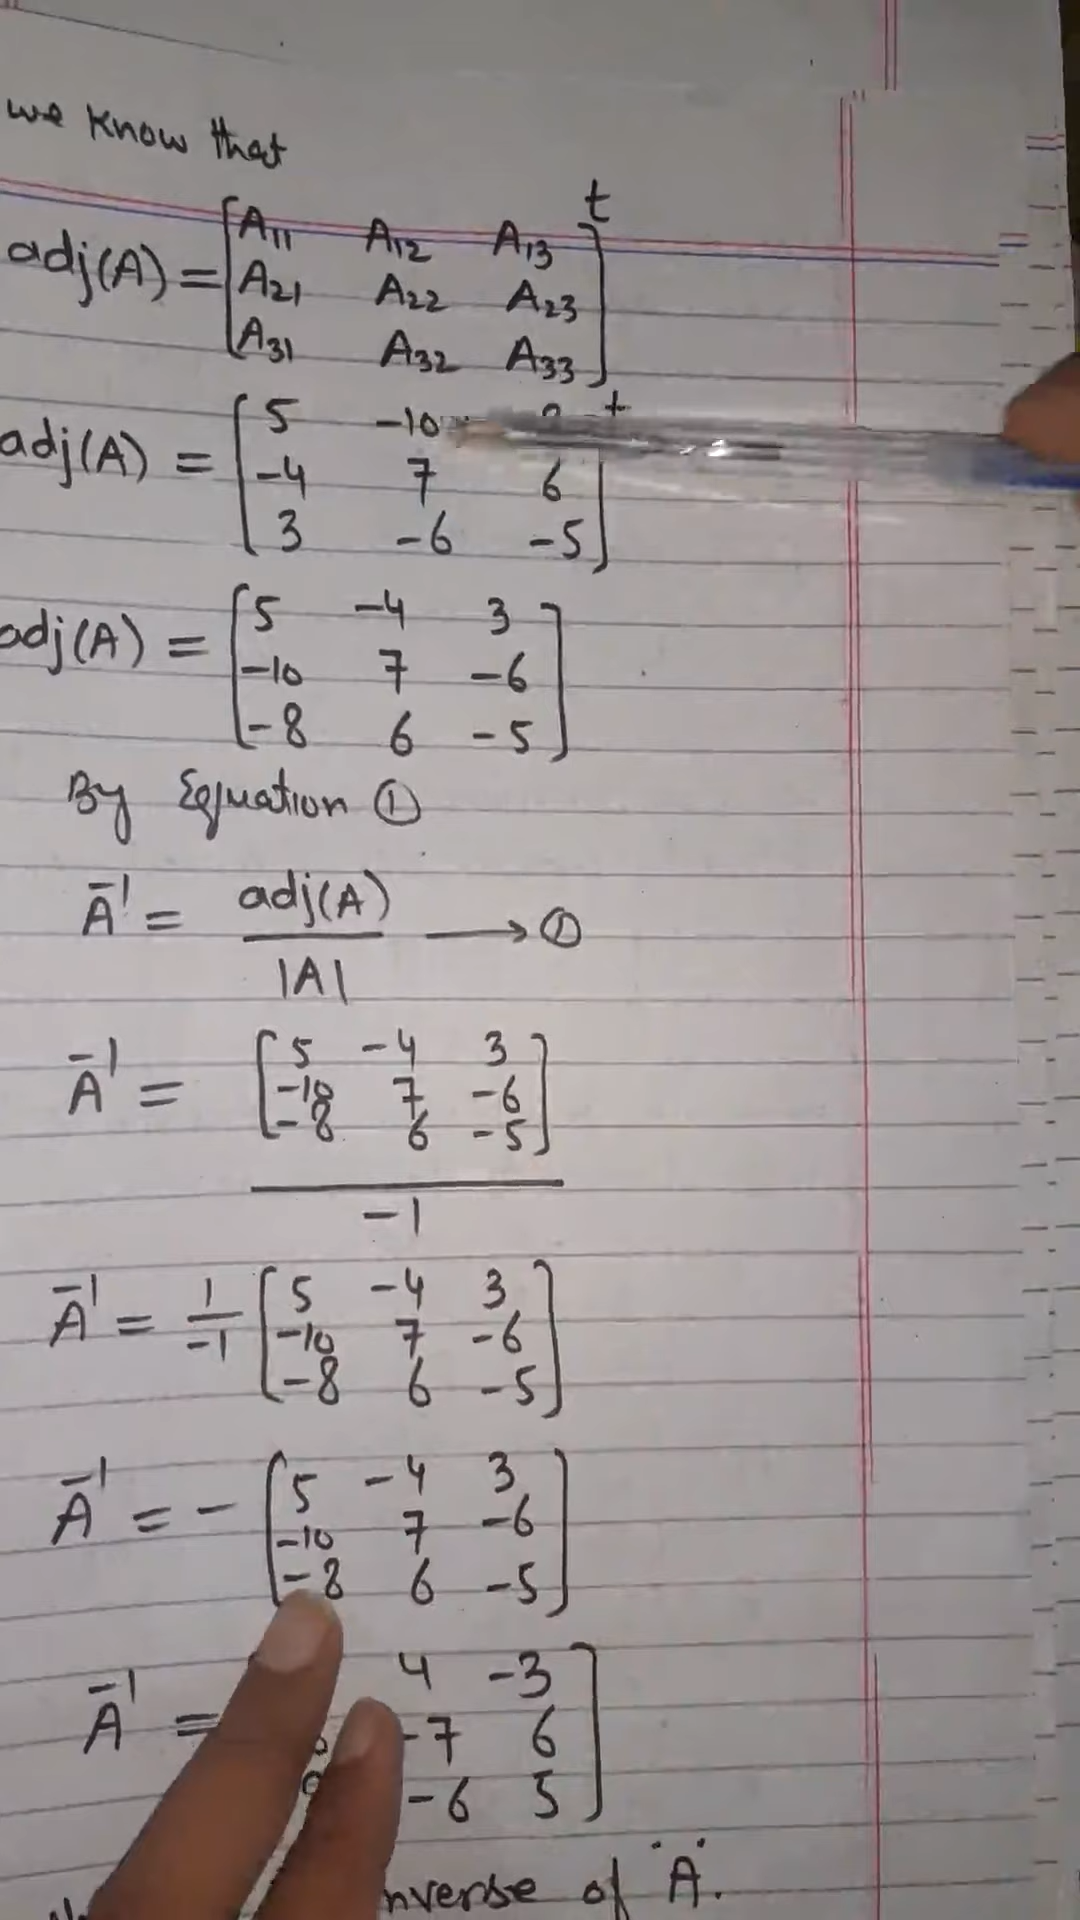 we know that
t
adj(A) = [A11 A12 A13
A21 A22 A23
A31 A32 A33]
adj(A) = [5 -10 t
-4 7 6
3 -6 -5]
adj(A) = [5 -4 3
-10 7 -6
-8 6 -5]
By Equation ①
A⁻¹ = adj(A) / |A| → ①
A⁻¹ = [5 -4 3
-10 7 -6
-8 6 -5]
-1
A⁻¹ = 1/-1 [5 -4 3
-10 7 -6
-8 6 -5]
A⁻¹ = - [5 -4 3
-10 7 -6
-8 6 -5]
A⁻¹ = 4 -3
-7 6
-6 5]
of "A".